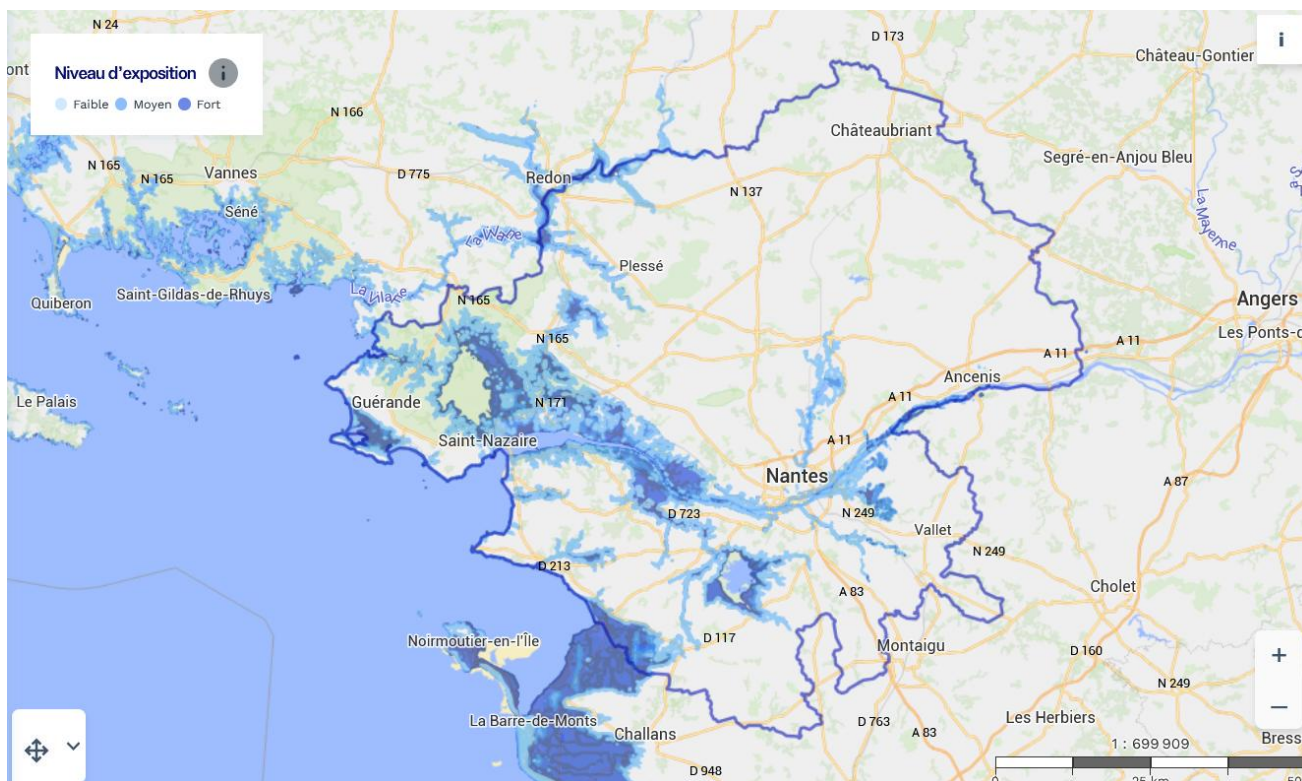 N 24
D 173
i
Château-Gontier
ont
Niveau d'exposition i
Faible Moyen Fort
N 166
Châteaubriant
Segré-en-Anjou Bleu
N 165
Vannes
N 165
D 775
Redon
N 137
La Mayenne
Séné
Plessé
Quiberon
Saint-Gildas-de-Rhuys
N 165
Angers
N 165
A 11
Les Ponts-c
A 11
Ancenis
Le Palais
Guérande
N 171
A 11
Saint-Nazaire
A 11
Nantes
A 87
D 723
N 249
Vallet
N 249
D 213
Cholet
A 83
Noirmoutier-en-l'Île
D 117
Montaigu
D 160
+
N 249
La Barre-de-Monts
Challans
D 763
Les Herbiers
−
A 83
Bress
1 : 699 909
D 948
25 km